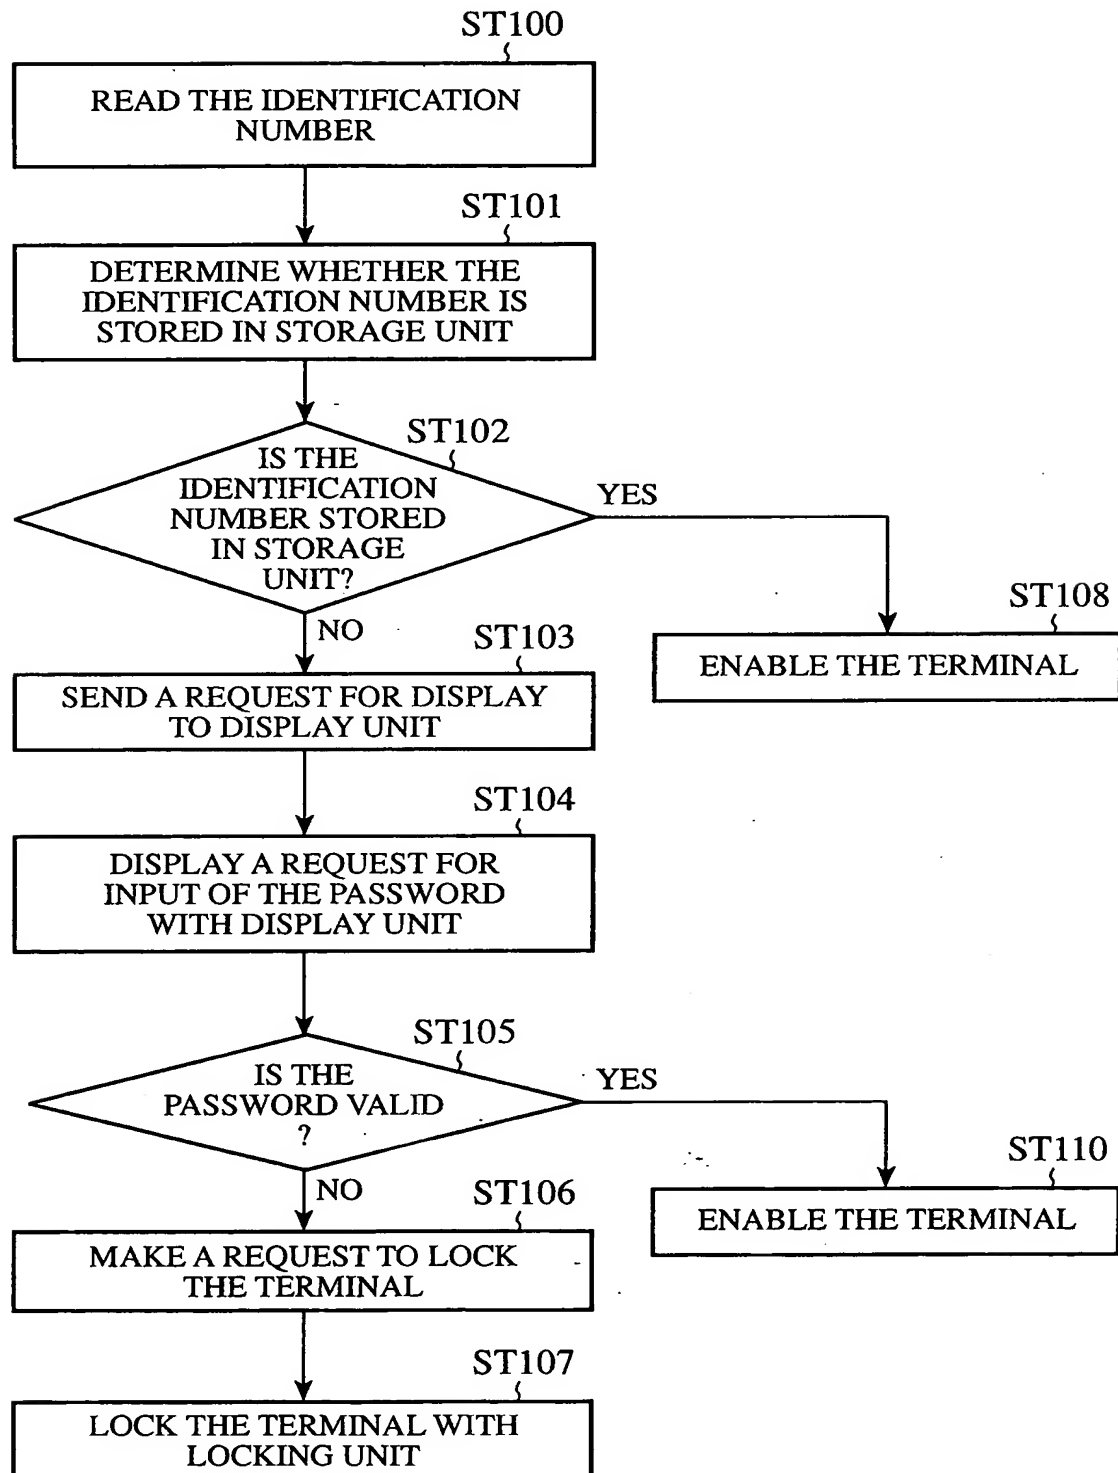 ST100
READ THE IDENTIFICATION
NUMBER
ST101
DETERMINE WHETHER THE
IDENTIFICATION NUMBER IS
STORED IN STORAGE UNIT
ST102
IS THE
IDENTIFICATION
NUMBER STORED
IN STORAGE
UNIT?
YES
NO
ST108
ENABLE THE TERMINAL
ST103
SEND A REQUEST FOR DISPLAY
TO DISPLAY UNIT
ST104
DISPLAY A REQUEST FOR
INPUT OF THE PASSWORD
WITH DISPLAY UNIT
ST105
IS THE
PASSWORD VALID
?
YES
NO
ST110
ENABLE THE TERMINAL
ST106
MAKE A REQUEST TO LOCK
THE TERMINAL
ST107
LOCK THE TERMINAL WITH
LOCKING UNIT